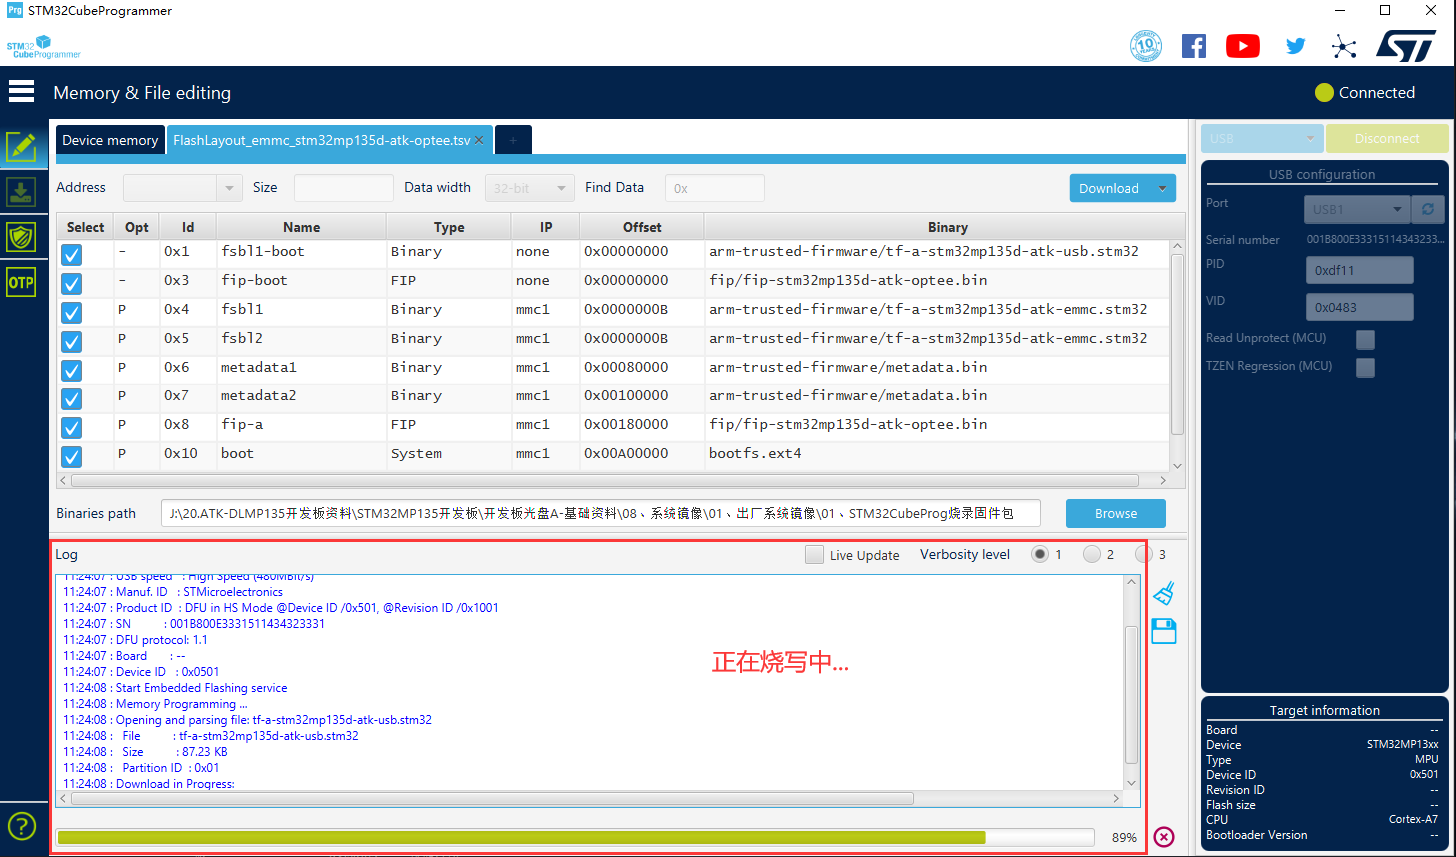 Prg STM32CubeProgrammer
STM32
CubeProgrammer
10
Memory & File editing
Connected
Device memory
FlashLayout_emmc_stm32mp135d-atk-optee.tsv
+
USB
Disconnect
Address
Size
Data width
32-bit
Find Data
0x
Download
Select Opt Id Name Type IP Offset Binary
- 0x1 fsbl1-boot Binary none 0x00000000 arm-trusted-firmware/tf-a-stm32mp135d-atk-usb.stm32
- 0x3 fip-boot FIP none 0x00000000 fip/fip-stm32mp135d-atk-optee.bin
P 0x4 fsbl1 Binary mmc1 0x0000000B arm-trusted-firmware/tf-a-stm32mp135d-atk-emmc.stm32
P 0x5 fsbl2 Binary mmc1 0x0000000B arm-trusted-firmware/tf-a-stm32mp135d-atk-emmc.stm32
P 0x6 metadata1 Binary mmc1 0x00080000 arm-trusted-firmware/metadata.bin
P 0x7 metadata2 Binary mmc1 0x00100000 arm-trusted-firmware/metadata.bin
P 0x8 fip-a FIP mmc1 0x00180000 fip/fip-stm32mp135d-atk-optee.bin
P 0x10 boot System mmc1 0x00A00000 bootfs.ext4
Binaries path
J:\20.ATK-DLMP135开发板资料\STM32MP135开发板\开发板光盘A-基础资料\08、系统镜像\01、出厂系统镜像\01、STM32CubeProg烧录固件包
Browse
OTP
Log
Live Update
Verbosity level
1
2
3
11:24:07 : USB speed : High Speed (480MBit/s)
11:24:07 : Manuf. ID : STMicroelectronics
11:24:07 : Product ID : DFU in HS Mode @Device ID /0x501, @Revision ID /0x1001
11:24:07 : SN : 001B800E3331511434323331
11:24:07 : DFU protocol: 1.1
11:24:07 : Board : --
11:24:07 : Device ID : 0x0501
11:24:08 : Start Embedded Flashing service
11:24:08 : Memory Programming ...
11:24:08 : Opening and parsing file: tf-a-stm32mp135d-atk-usb.stm32
11:24:08 : File : tf-a-stm32mp135d-atk-usb.stm32
11:24:08 : Size : 87.23 KB
11:24:08 : Partition ID : 0x01
11:24:08 : Download in Progress:
正在烧写中...
89%
USB configuration
Port
USB1
Serial number 001B800E33315114343233...
PID
0xdf11
VID
0x0483
Read Unprotect (MCU)
TZEN Regression (MCU)
Target information
Board --
Device STM32MP13xx
Type MPU
Device ID 0x501
Revision ID --
Flash size --
CPU Cortex-A7
Bootloader Version --